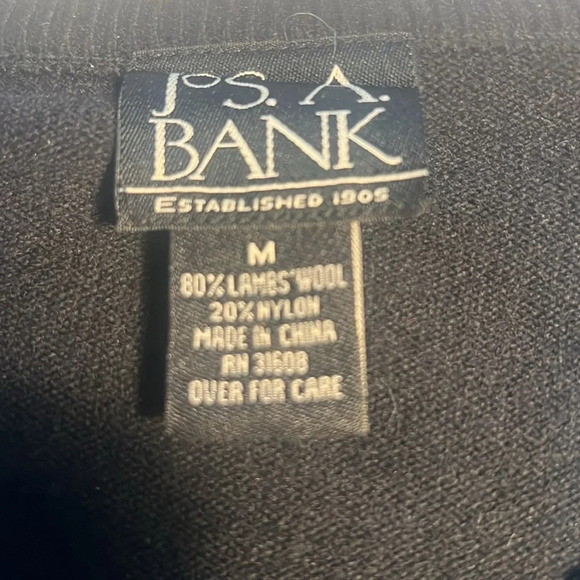 Jos. A.
BANK
ESTABLISHED 1905
M
80% LAMBS' WOOL
20% NYLON
MADE IN CHINA
RN 31608
OVER FOR CARE